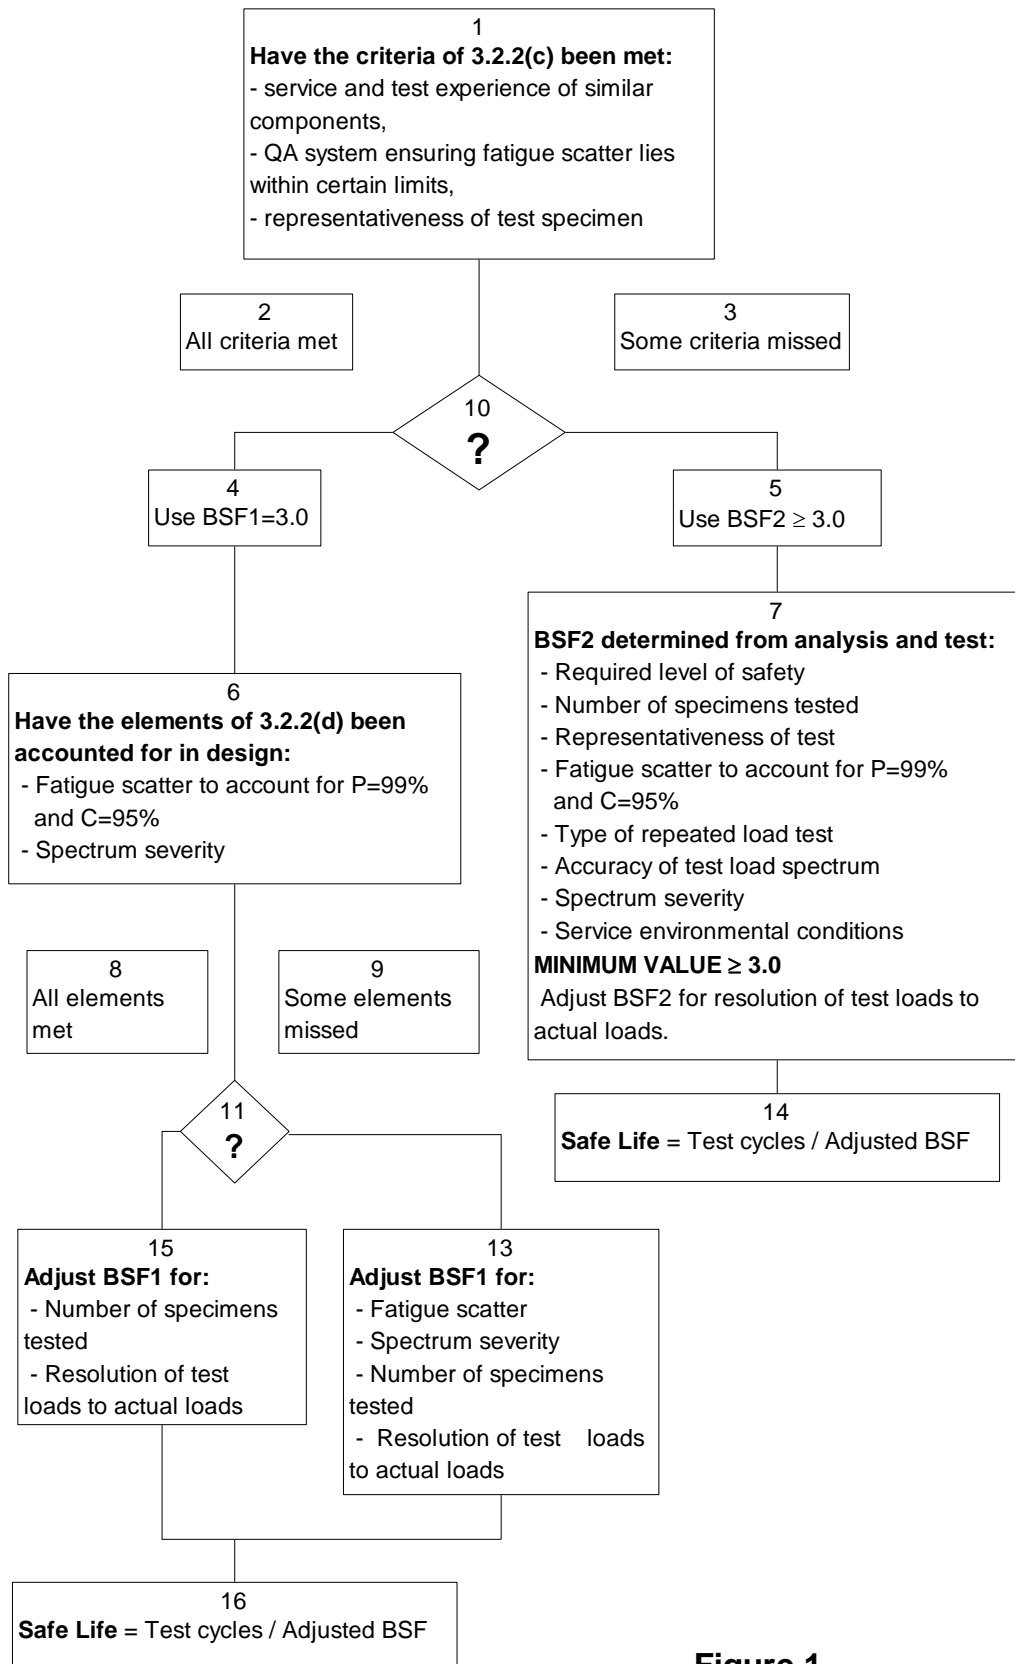 1
Have the criteria of 3.2.2(c) been met:
- service and test experience of similar
components,
- QA system ensuring fatigue scatter lies
within certain limits,
- representativeness of test specimen
2
All criteria met
3
Some criteria missed
10
?
4
Use BSF1=3.0
5
Use BSF2 ≥ 3.0
6
Have the elements of 3.2.2(d) been
accounted for in design:
- Fatigue scatter to account for P=99%
and C=95%
- Spectrum severity
7
BSF2 determined from analysis and test:
- Required level of safety
- Number of specimens tested
- Representativeness of test
- Fatigue scatter to account for P=99%
and C=95%
- Type of repeated load test
- Accuracy of test load spectrum
- Spectrum severity
- Service environmental conditions
MINIMUM VALUE ≥ 3.0
Adjust BSF2 for resolution of test loads to
actual loads.
8
All elements
met
9
Some elements
missed
11
?
14
Safe Life = Test cycles / Adjusted BSF
15
Adjust BSF1 for:
- Number of specimens
tested
- Resolution of test
loads to actual loads
13
Adjust BSF1 for:
- Fatigue scatter
- Spectrum severity
- Number of specimens
tested
- Resolution of test loads
to actual loads
16
Safe Life = Test cycles / Adjusted BSF
Figure 1